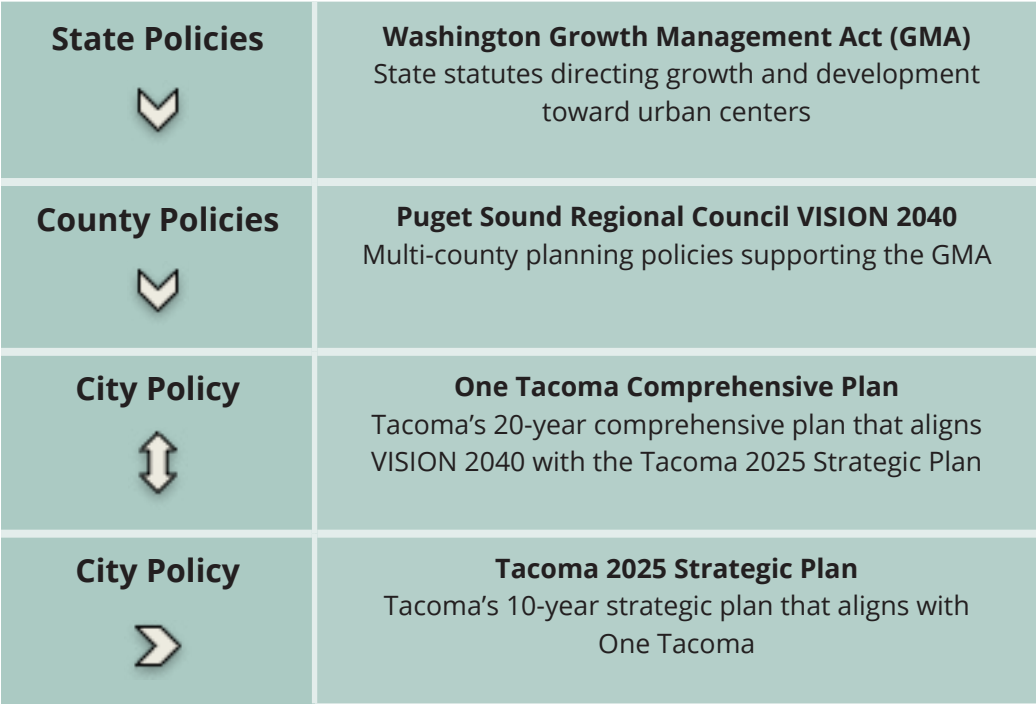 State Policies
Washington Growth Management Act (GMA)
State statutes directing growth and development
toward urban centers
County Policies
Puget Sound Regional Council VISION 2040
Multi-county planning policies supporting the GMA
City Policy
One Tacoma Comprehensive Plan
Tacoma’s 20-year comprehensive plan that aligns
VISION 2040 with the Tacoma 2025 Strategic Plan
City Policy
Tacoma 2025 Strategic Plan
Tacoma’s 10-year strategic plan that aligns with
One Tacoma